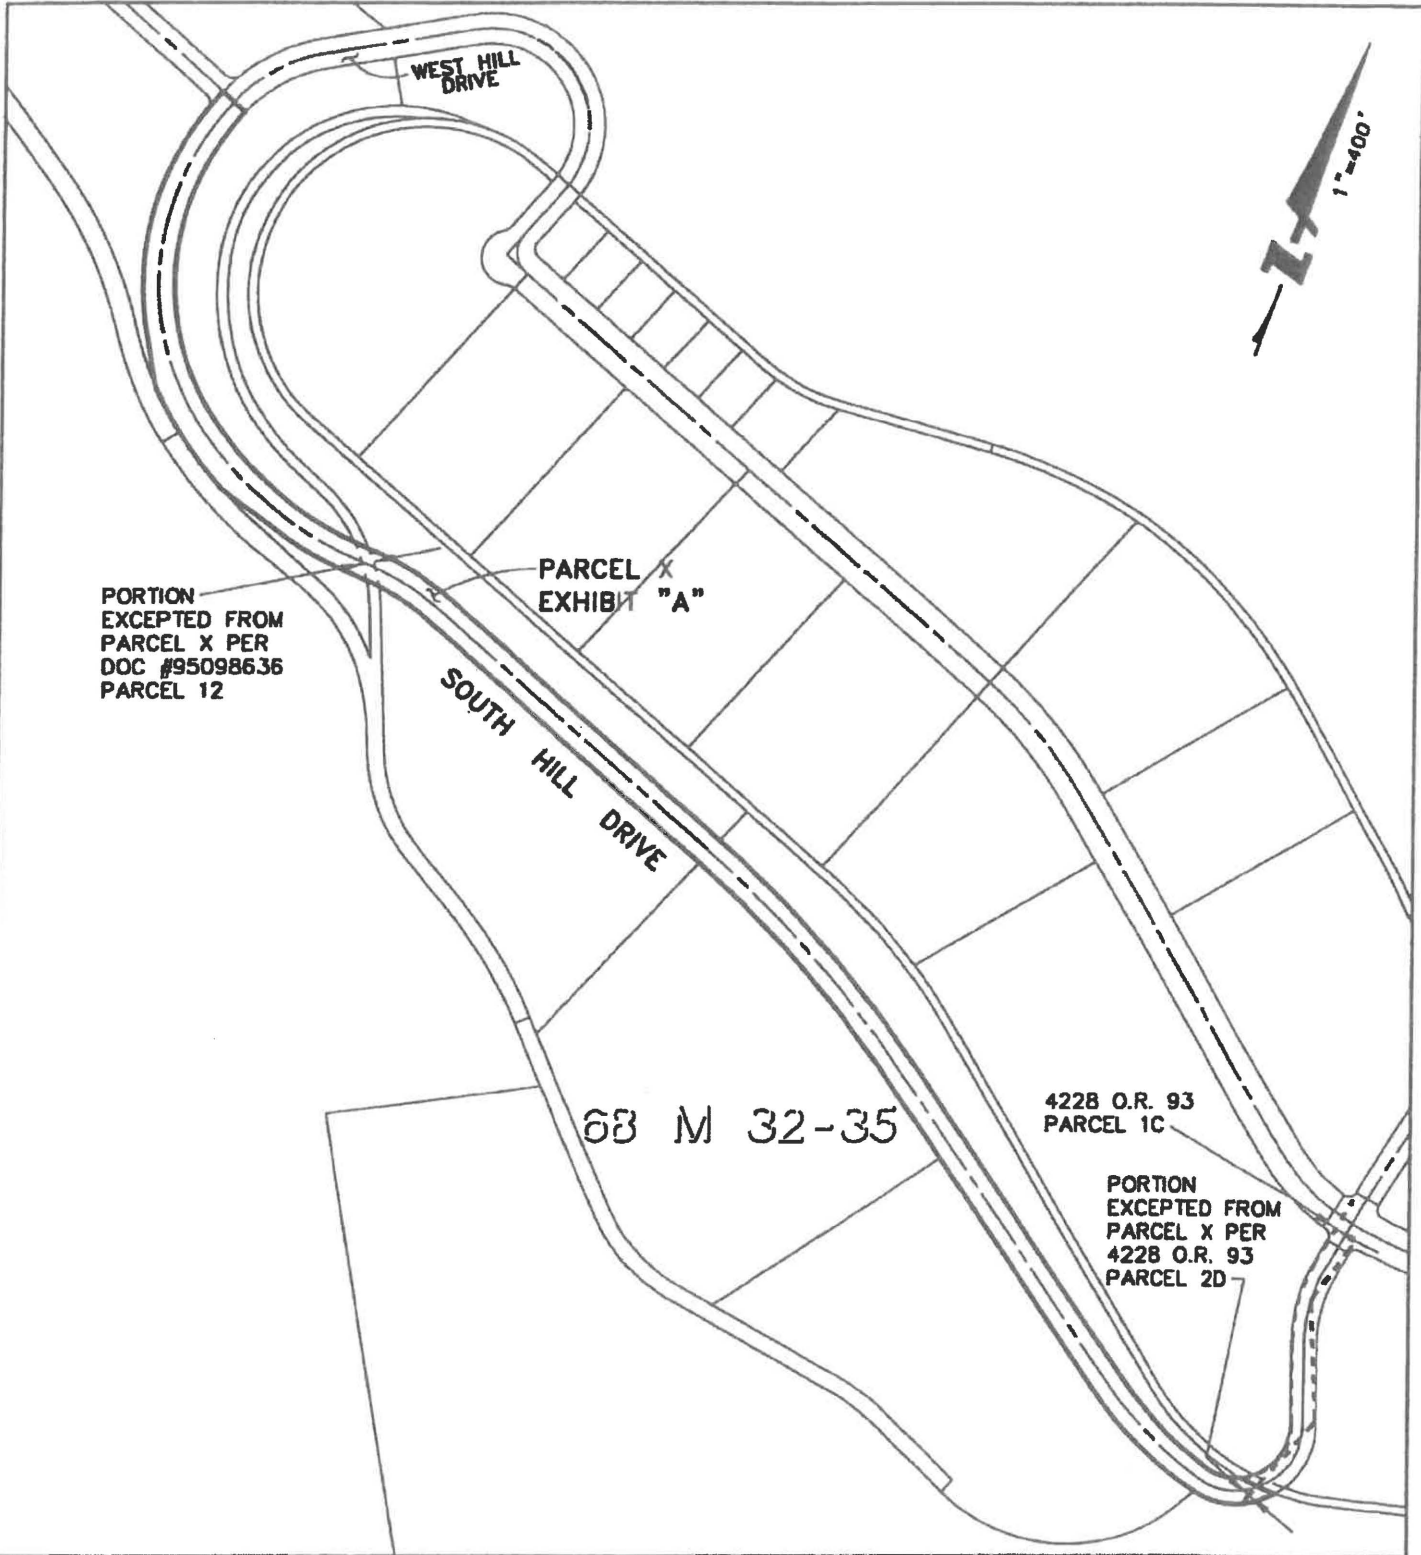 WEST HILL
DRIVE
1"=400'
PARCEL X
EXHIBIT "A"
PORTION
EXCEPTED FROM
PARCEL X PER
DOC #95098636
PARCEL 12
SOUTH HILL DRIVE
68 M 32-35
4228 O.R. 93
PARCEL 1C
PORTION
EXCEPTED FROM
PARCEL X PER
4228 O.R. 93
PARCEL 2D